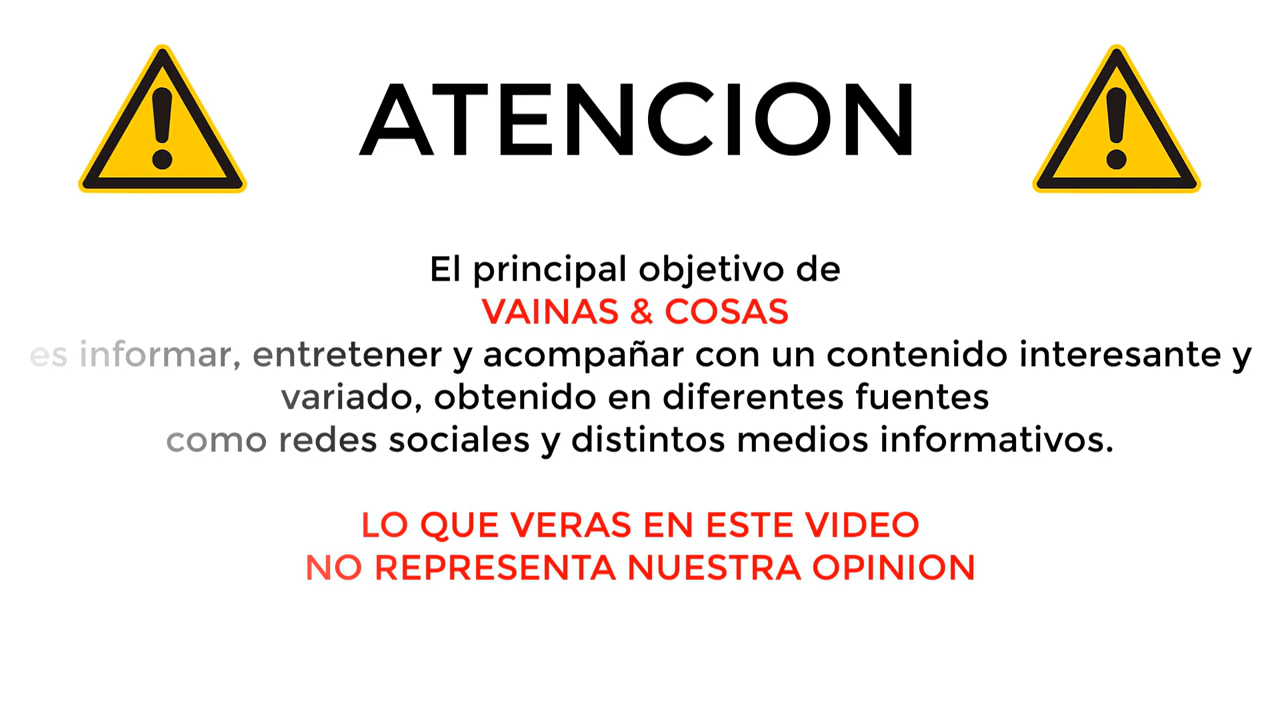 ATENCION
El principal objetivo de
VAINAS & COSAS
es informar, entretener y acompañar con un contenido interesante y
variado, obtenido en diferentes fuentes
como redes sociales y distintos medios informativos.
LO QUE VERAS EN ESTE VIDEO
NO REPRESENTA NUESTRA OPINION